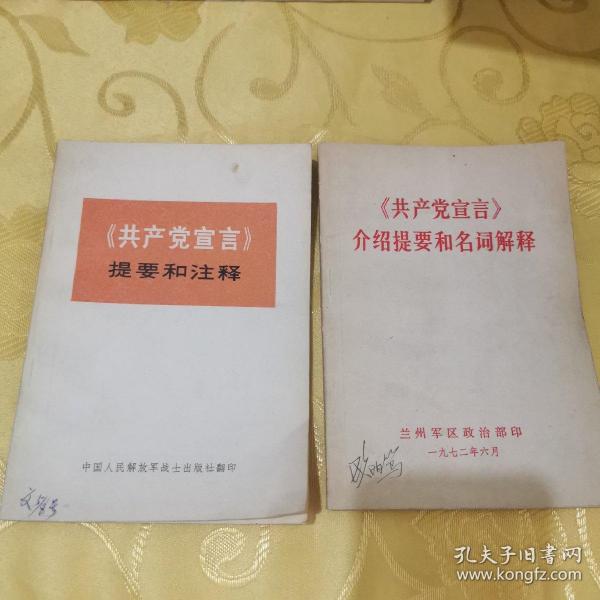 《共产党宣言》
提要和注释
中国人民解放军战士出版社翻印
《共产党宣言》
介绍提要和名词解释
兰州军区政治部印
一九七二年六月
孔夫子旧书网
www.kongfz.com